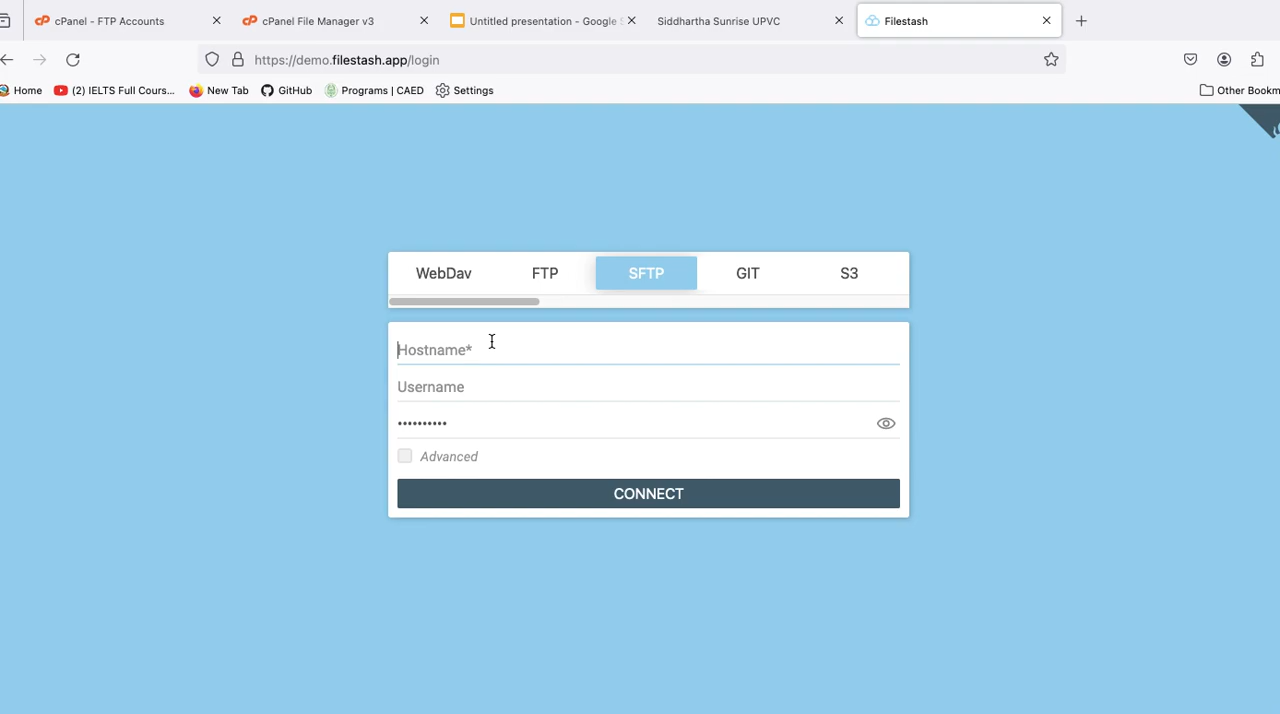 cPanel - FTP Accounts
cPanel File Manager v3
Untitled presentation - Google
Siddhartha Sunrise UPVC
Filestash
https://demo.filestash.app/login
Home
(2) IELTS Full Cours...
New Tab
GitHub
Programs | CAED
Settings
Other Bookm
WebDav
FTP
SFTP
GIT
S3
Hostname*
Username
••••••••••
Advanced
CONNECT